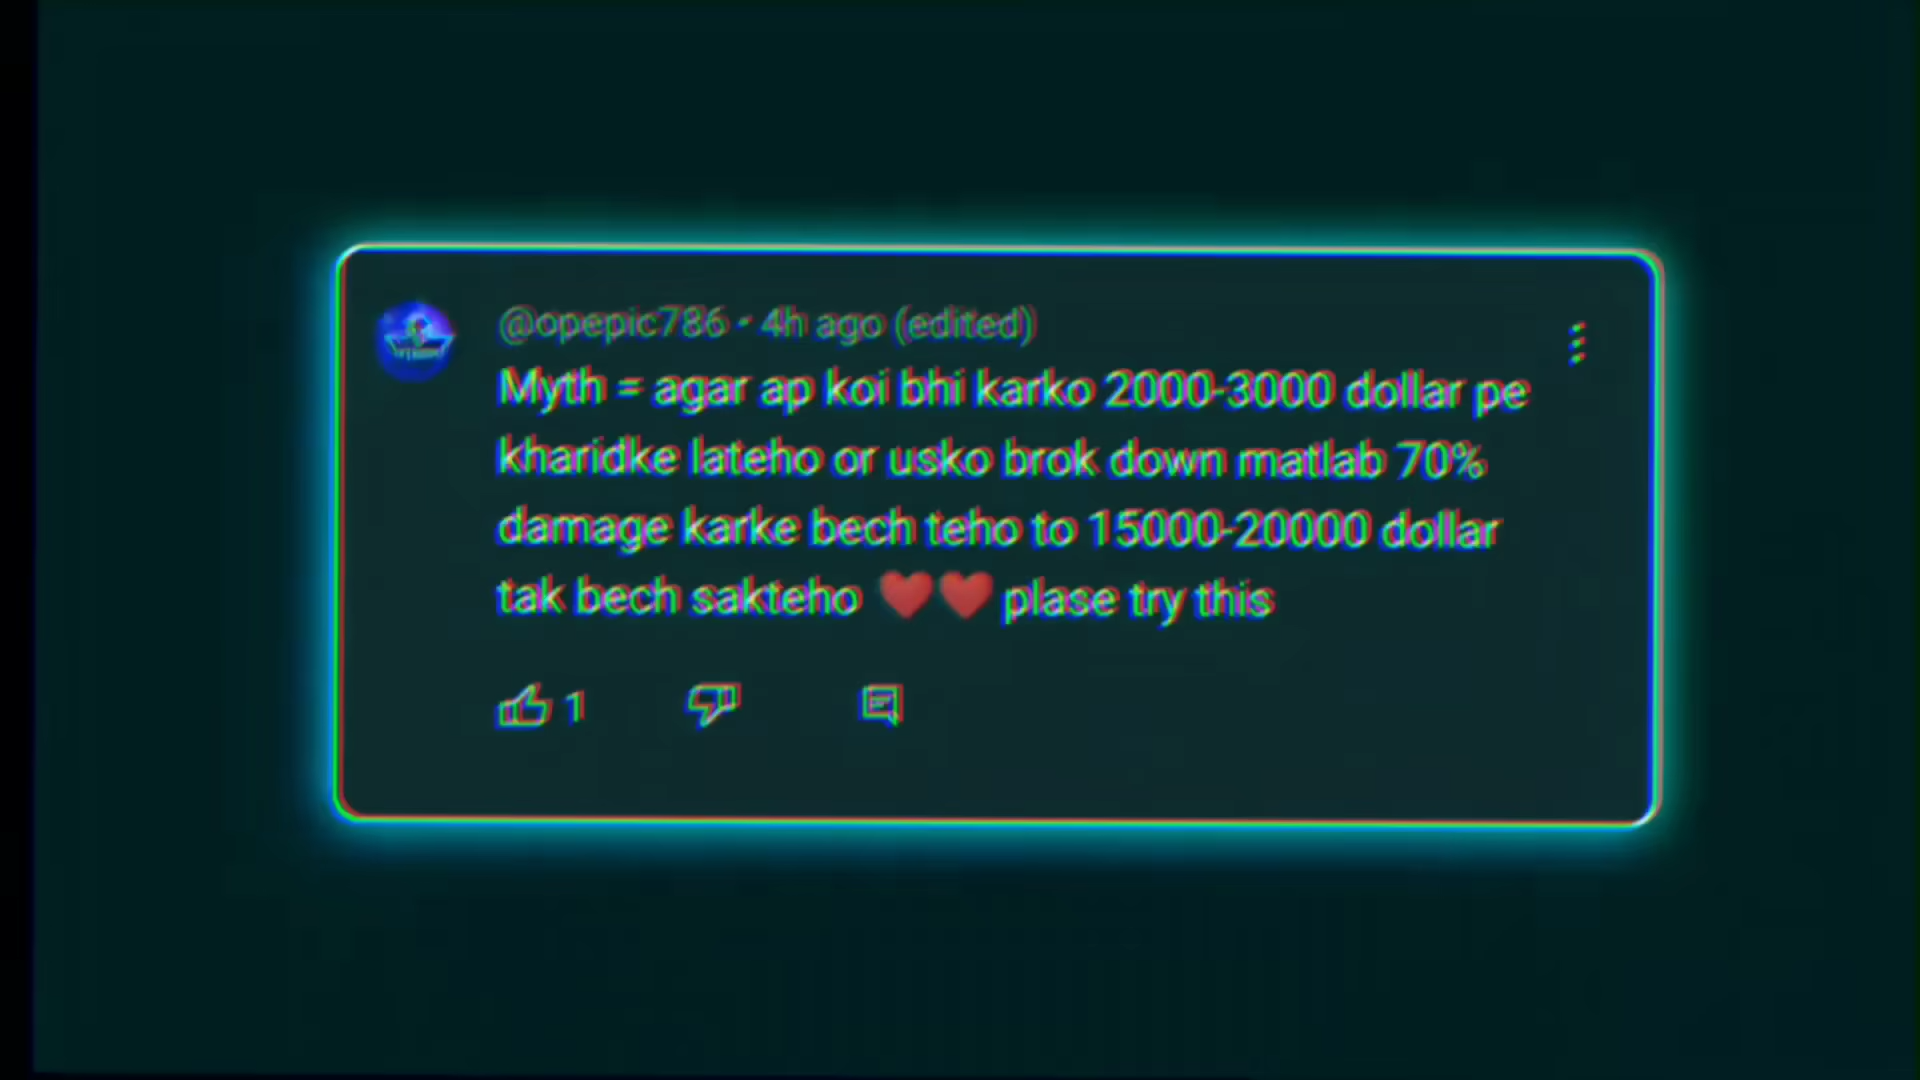 @opepic786 · 4h ago (edited)
Myth = agar ap koi bhi karko 2000-3000 dollar pe
kharidke lateho or usko brok down matlab 70%
damage karke bech teho to 15000-20000 dollar
tak bech sakteho ❤️❤️ plase try this
1